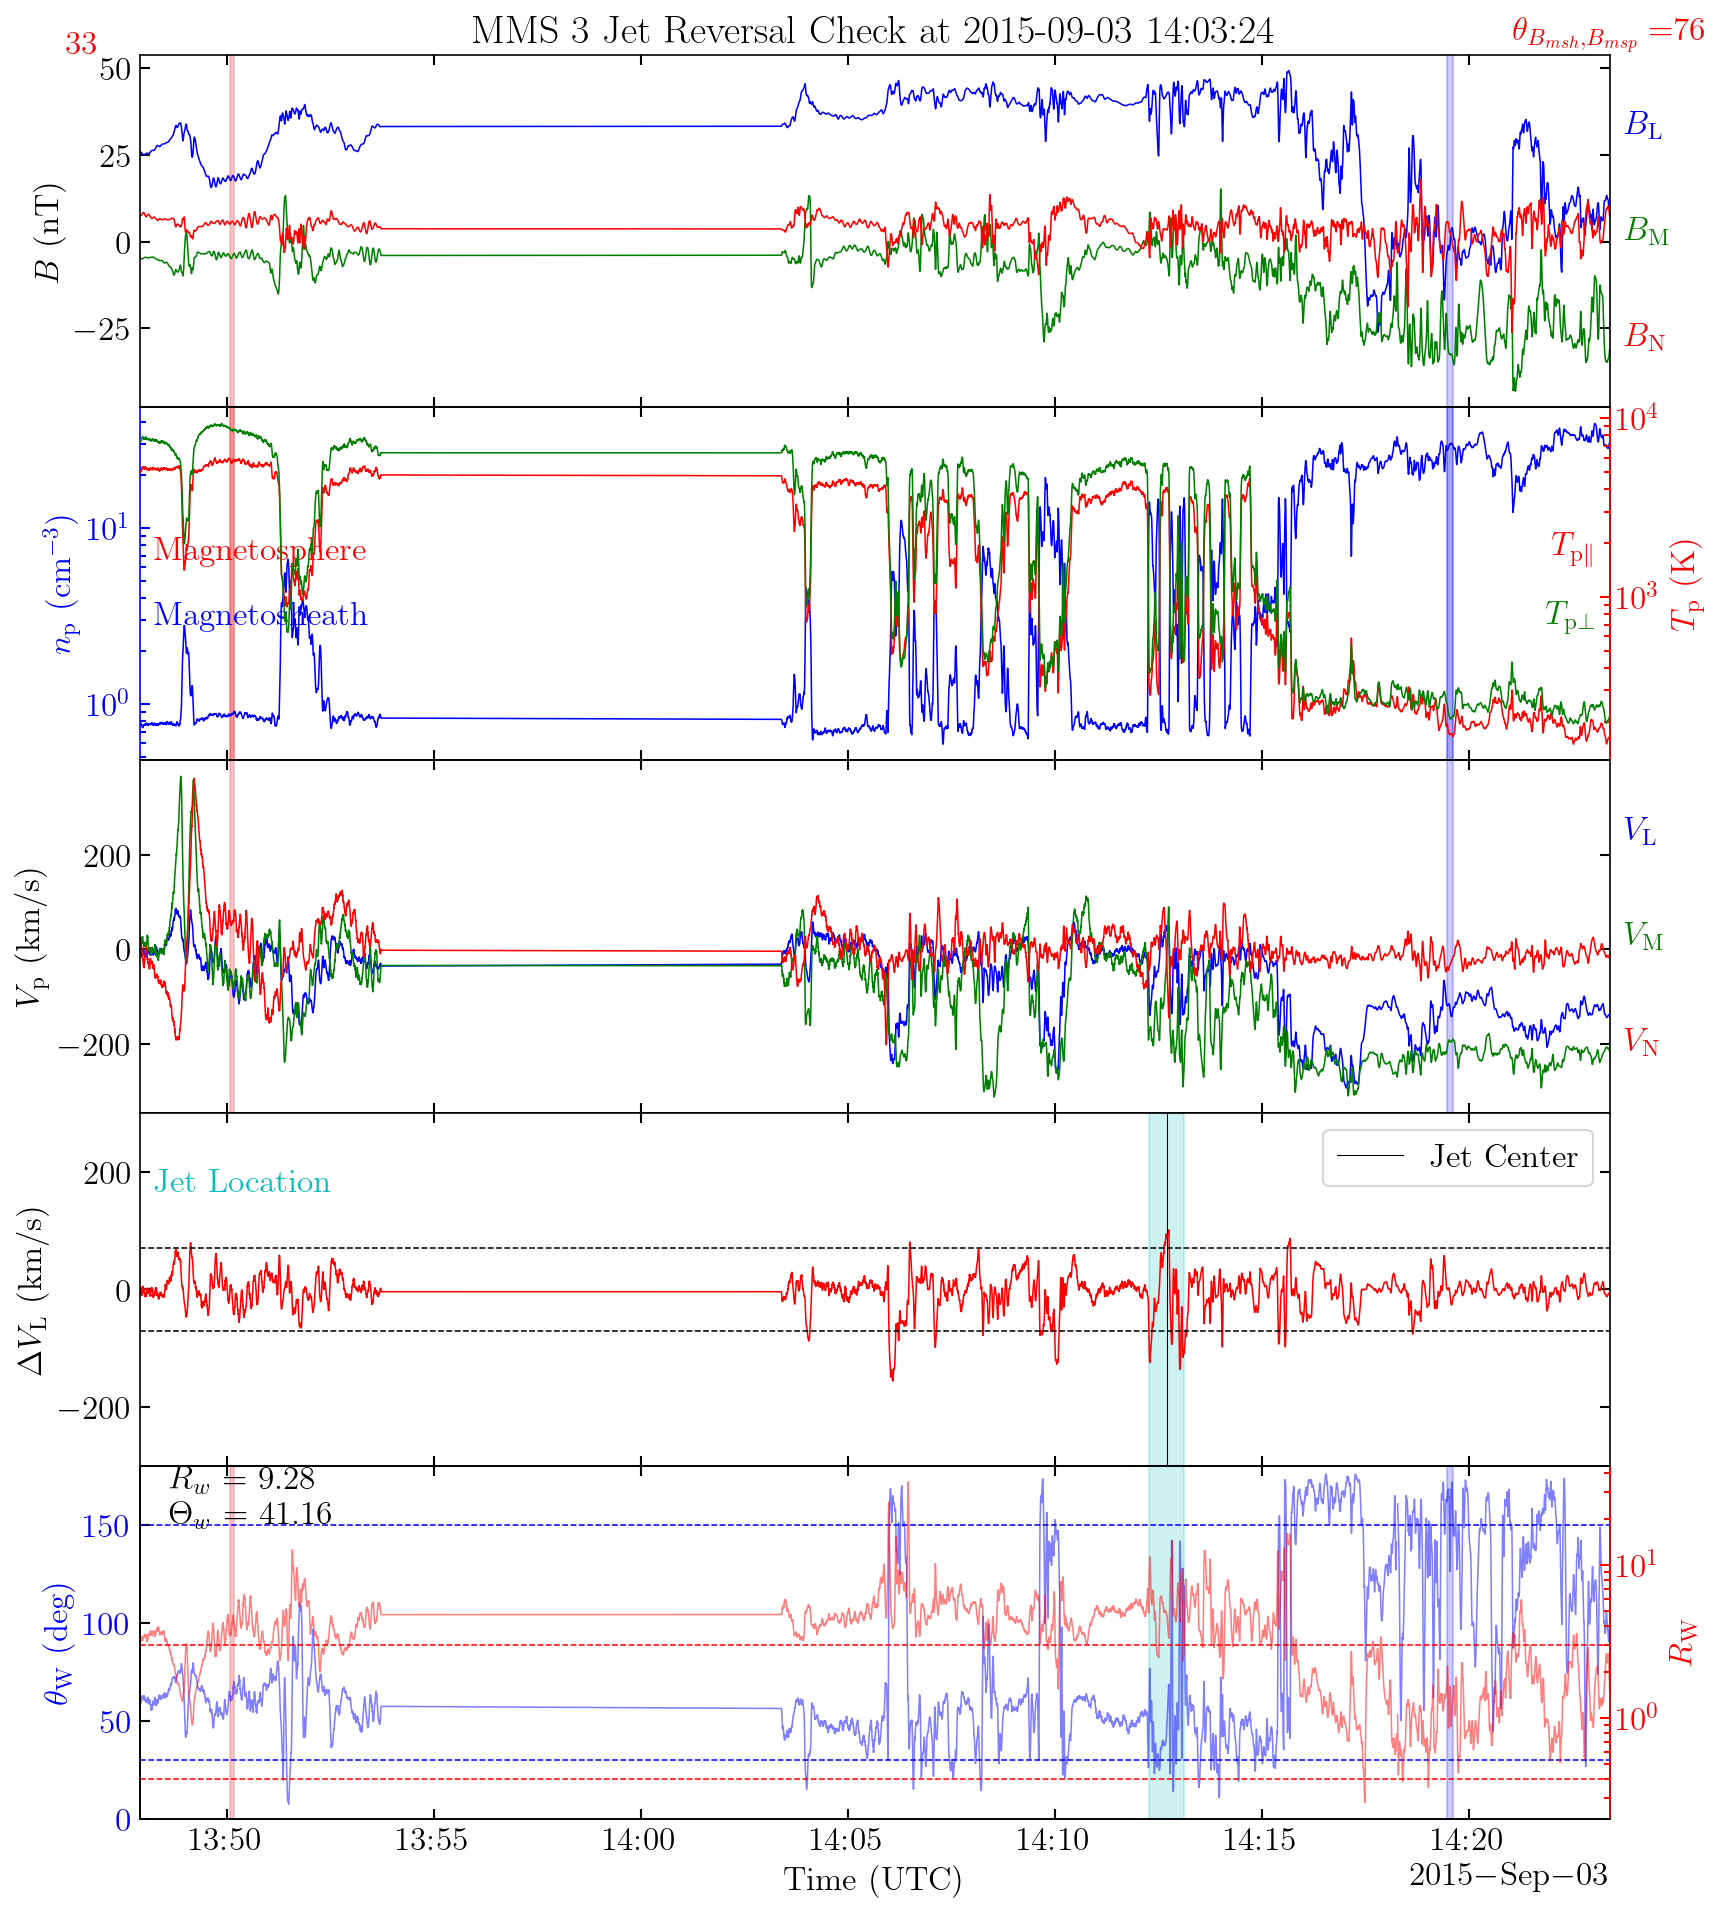 MMS 3 Jet Reversal Check at 2015-09-03 14:03:24
33
θ_{B_{msh},B_{msp}} =76
50
25
0
−25
B (nT)
B_L
B_M
B_N
10^1
10^0
n_p (cm^{−3})
Magnetosphere
Magnetosheath
T_{p∥}
T_{p⊥}
10^4
10^3
T_p (K)
200
0
−200
V_p (km/s)
V_L
V_M
V_N
200
0
−200
ΔV_L (km/s)
Jet Location
Jet Center
R_w = 9.28
Θ_w = 41.16
150
100
50
0
θ_W (deg)
10^1
10^0
R_W
13:50 13:55 14:00 14:05 14:10 14:15 14:20
Time (UTC)
2015−Sep−03